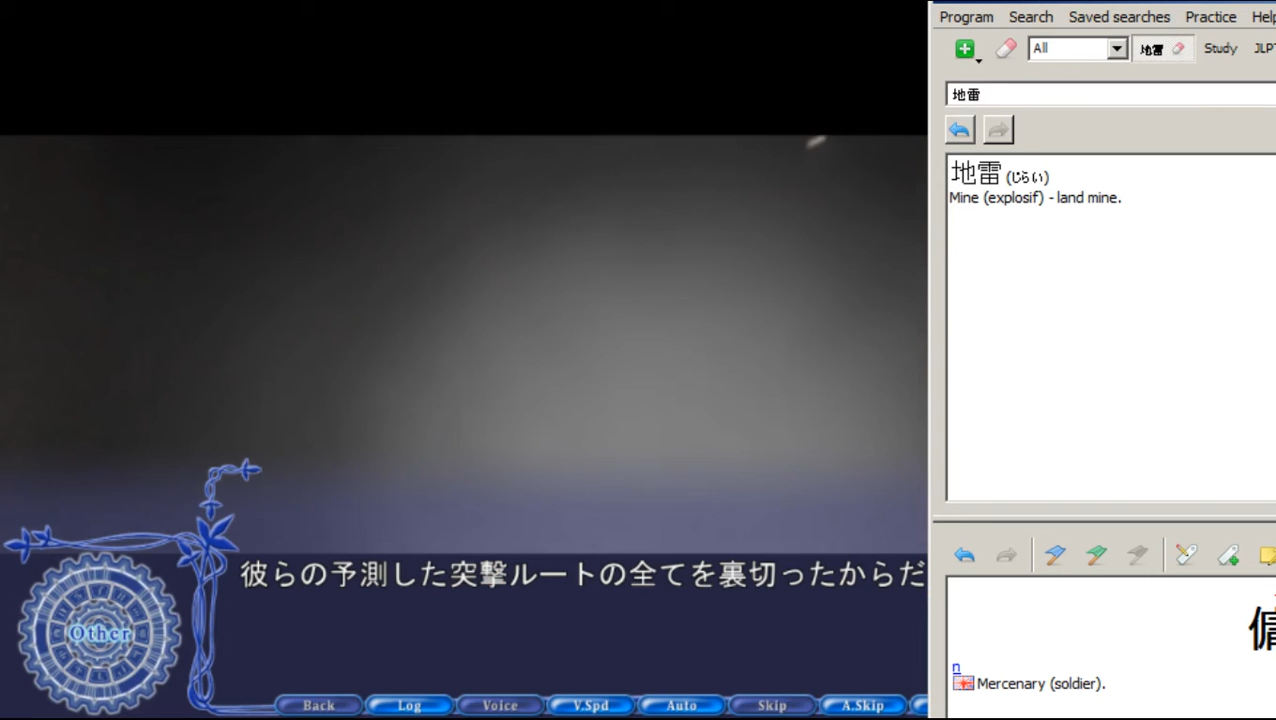 Program Search Saved searches Practice Help
All 地雷 Study JLPT
地雷
地雷 (じらい)
Mine (explosif) - land mine.
彼らの予測した突撃ルートの全てを裏切ったからだ
Other
n
Mercenary (soldier).
Back Log Voice V.Spd Auto Skip A.Skip